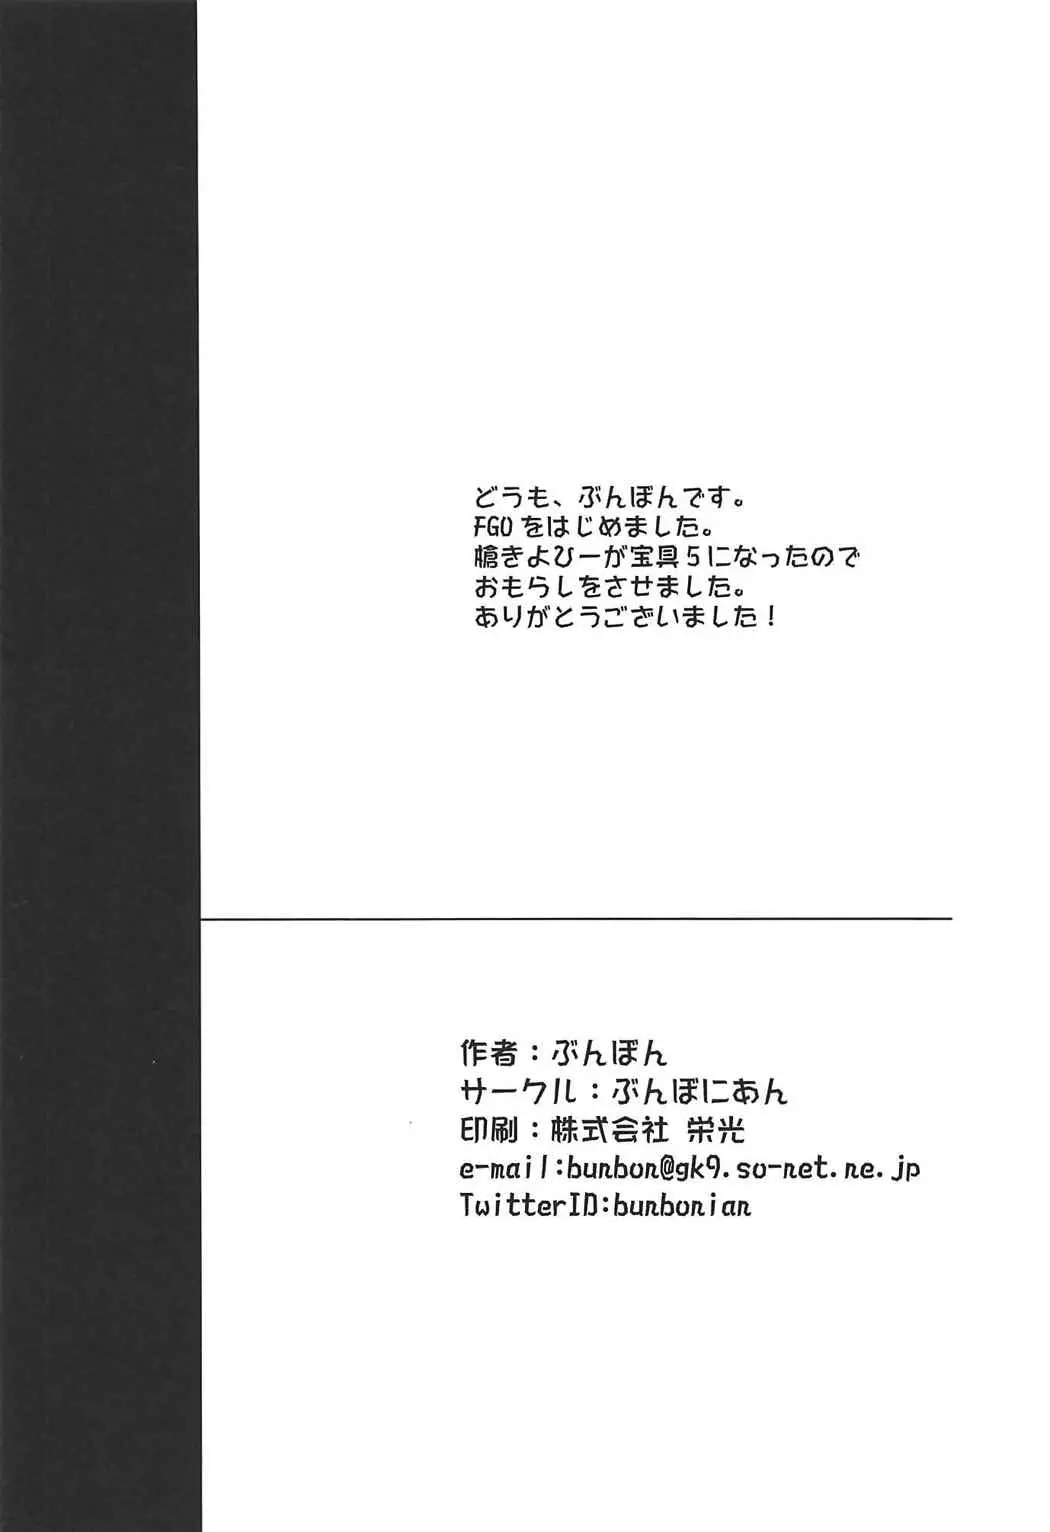 どうも、ぶんぼんです。
FGOをはじめました。
槍きよひーが宝具5になったので
おもらしをさせました。
ありがとうございました！
作者：ぶんぼん
サークル：ぶんぼにあん
印刷：株式会社 栄光
e-mail:bunbon@gk9.so-net.ne.jp
TwitterID:bunbonian